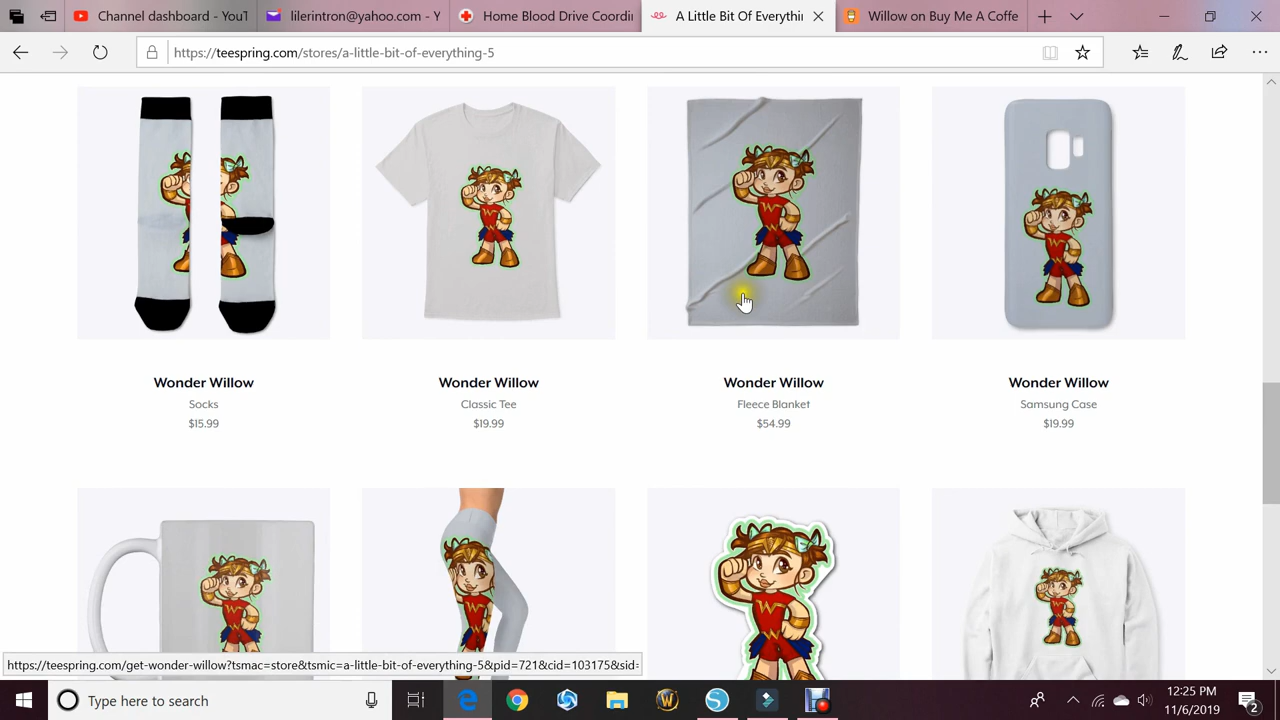 Channel dashboard - YouT
lilerintron@yahoo.com - Y
Home Blood Drive Coordin
A Little Bit Of Everythi
Willow on Buy Me A Coffe
https://teespring.com/stores/a-little-bit-of-everything-5
Wonder Willow
Socks
$15.99
Wonder Willow
Classic Tee
$19.99
Wonder Willow
Fleece Blanket
$54.99
Wonder Willow
Samsung Case
$19.99
https://teespring.com/get-wonder-willow?tsmac=store&tsmic=a-little-bit-of-everything-5&pid=721&cid=103175&sid=
Type here to search
12:25 PM
11/6/2019
2